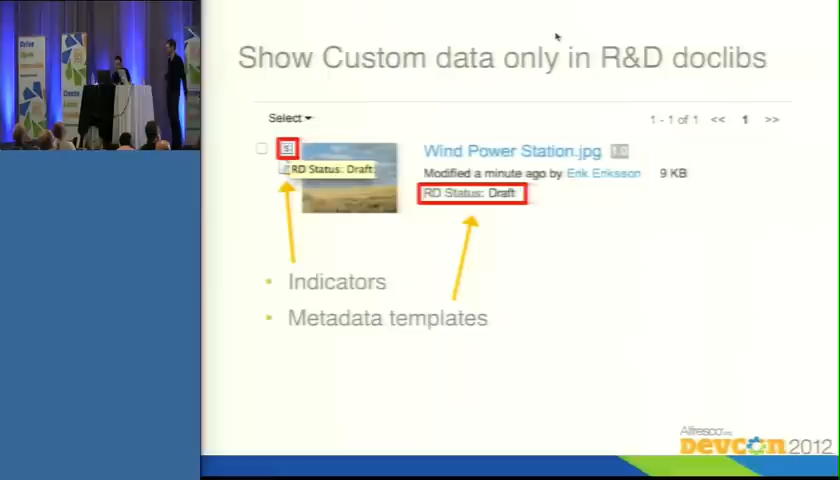 Show Custom data only in R&D doclibs
Select
1 - 1 of 1 << 1 >>
Wind Power Station.jpg 1.0
RD Status: Draft
Modified a minute ago by Erik Eriksson 9 KB
RD Status: Draft
• Indicators
• Metadata templates
Alfresco
DEVCON 2012